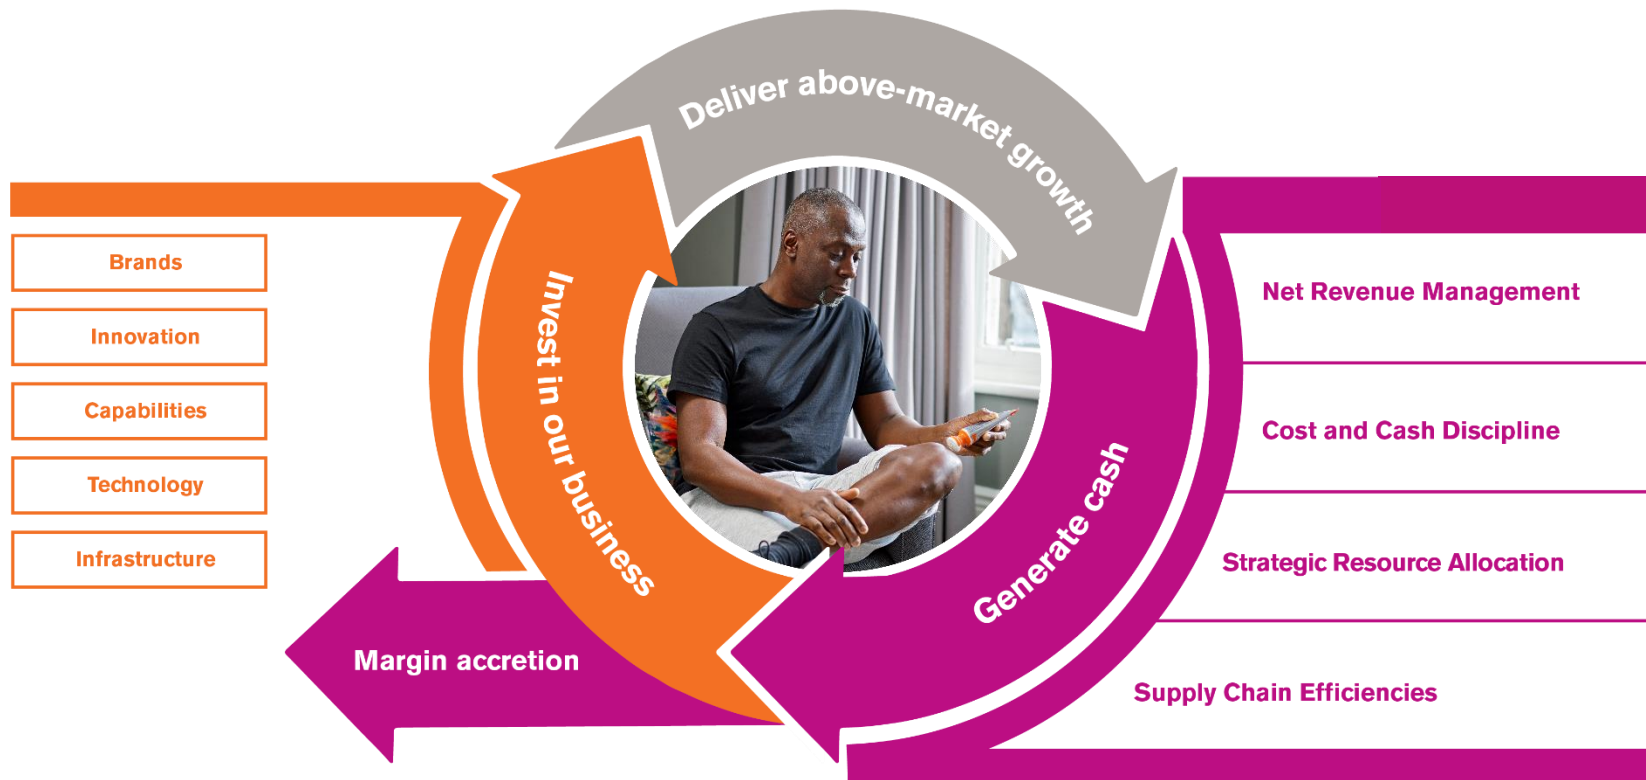 Deliver above-market growth
Invest in our business
Generate cash
Margin accretion
Brands
Innovation
Capabilities
Technology
Infrastructure
Net Revenue Management
Cost and Cash Discipline
Strategic Resource Allocation
Supply Chain Efficiencies